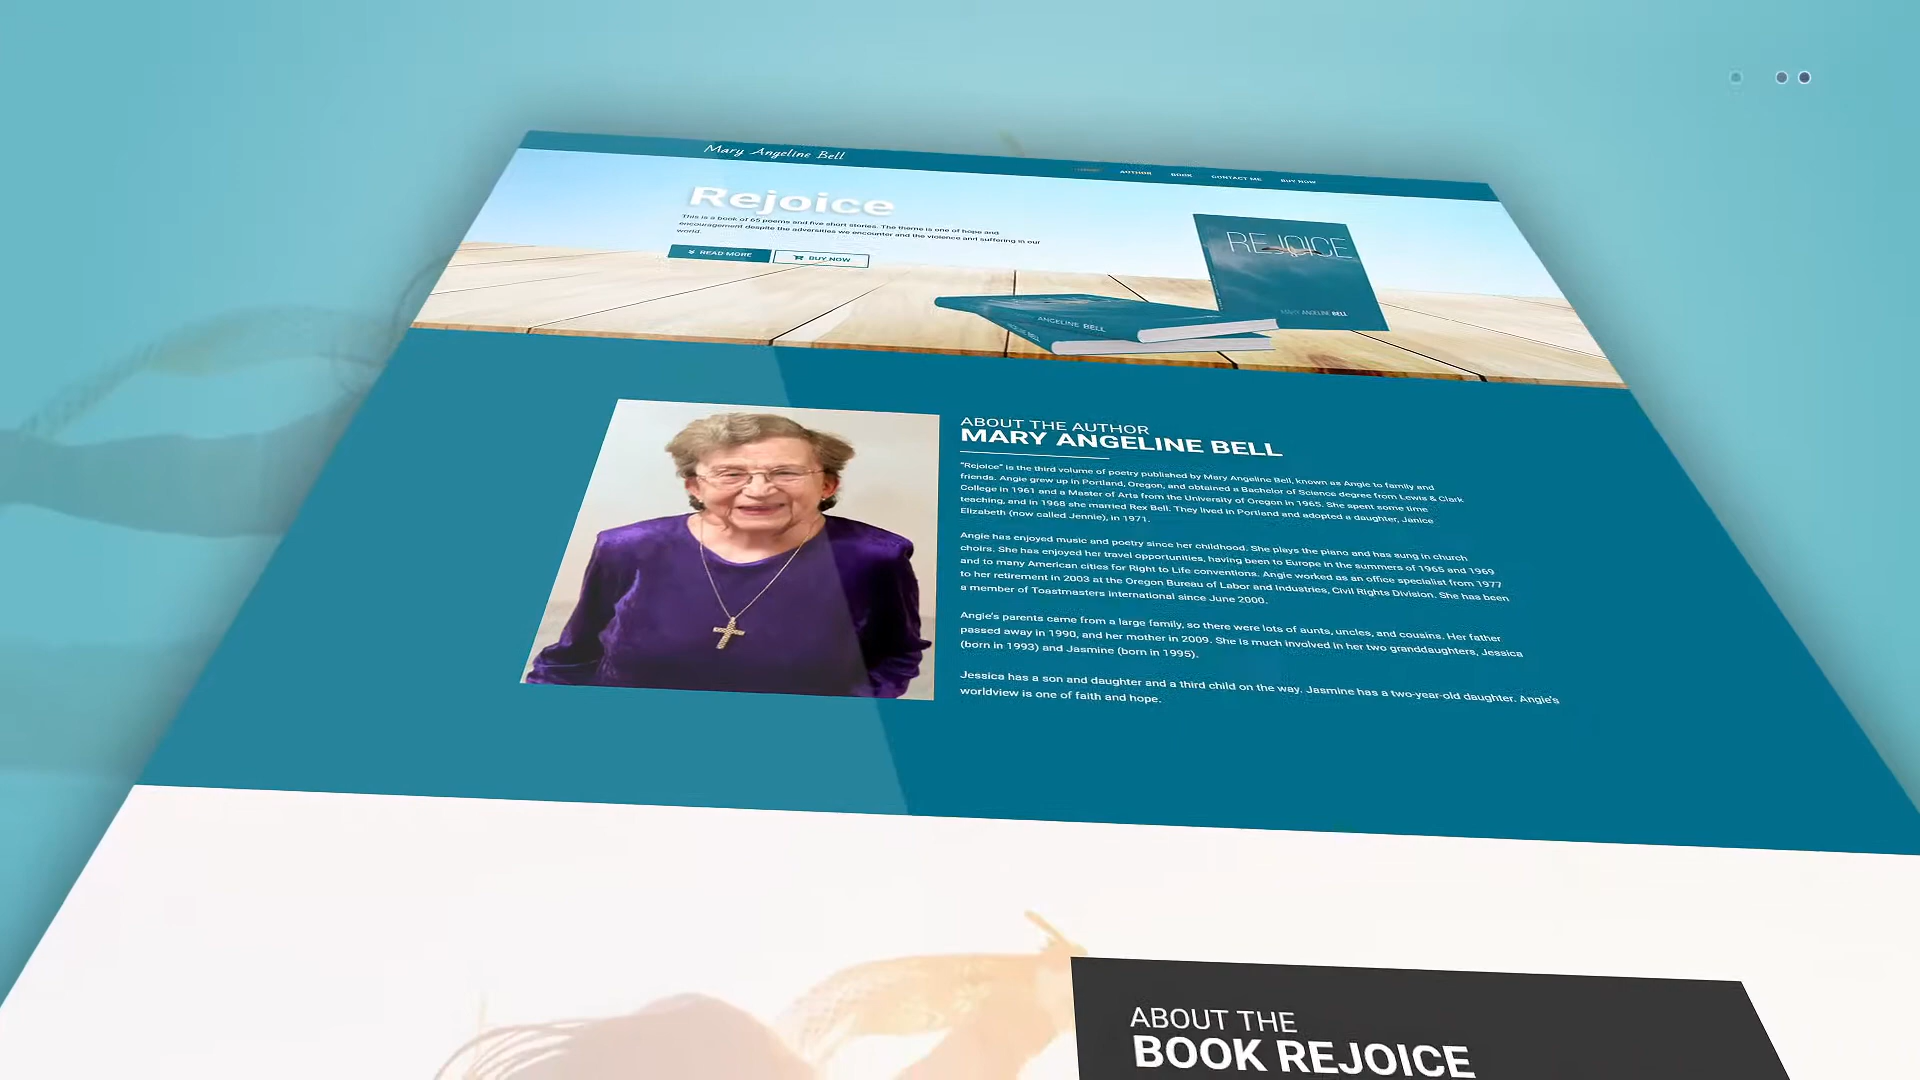 Mary Angeline Bell
AUTHOR BOOK CONTACT ME BUY NOW
Rejoice
This is a book of 65 poems and five short stories. The theme is one of hope and
encouragement despite the adversities we encounter and the violence and suffering in our
world.
READ MORE BUY NOW
REJOICE
MARY ANGELINE BELL
ANGELINE BELL
BELL
ABOUT THE AUTHOR
MARY ANGELINE BELL
"Rejoice" is the third volume of poetry published by Mary Angeline Bell, known as Angie to family and
friends. Angie grew up in Portland, Oregon, and obtained a Bachelor of Science degree from Lewis & Clark
College in 1961 and a Master of Arts from the University of Oregon in 1965. She spent some time
teaching, and in 1968 she married Rex Bell. They lived in Portland and adopted a daughter, Janice
Elizabeth (now called Jennie), in 1971.
Angie has enjoyed music and poetry since her childhood. She plays the piano and has sung in church
choirs. She has enjoyed her travel opportunities, having been to Europe in the summers of 1965 and 1969
and to many American cities for Right to Life conventions. Angie worked as an office specialist from 1977
to her retirement in 2003 at the Oregon Bureau of Labor and Industries, Civil Rights Division. She has been
a member of Toastmasters International since June 2000.
Angie's parents came from a large family, so there were lots of aunts, uncles, and cousins. Her father
passed away in 1990, and her mother in 2009. She is much involved in her two granddaughters, Jessica
(born in 1993) and Jasmine (born in 1995).
Jessica has a son and daughter and a third child on the way. Jasmine has a two-year-old daughter. Angie's
worldview is one of faith and hope.
ABOUT THE
BOOK REJOICE